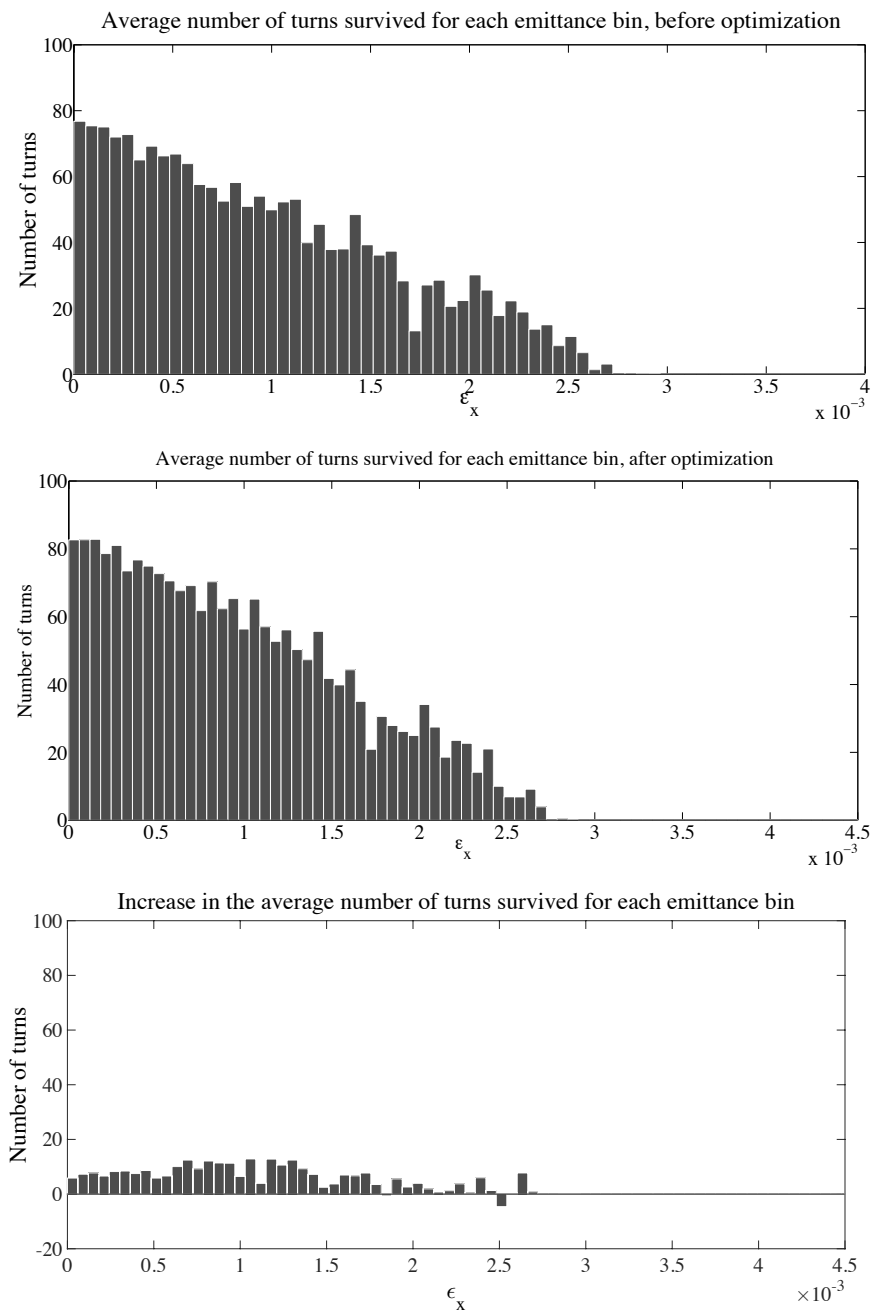 Average number of turns survived for each emittance bin, before optimization
100
80
60
40
20
0
Number of turns
0 0.5 1 1.5 2 2.5 3 3.5 4
ε_x
x 10^-3
Average number of turns survived for each emittance bin, after optimization
100
80
60
40
20
0
Number of turns
0 0.5 1 1.5 2 2.5 3 3.5 4 4.5
ε_x
x 10^-3
Increase in the average number of turns survived for each emittance bin
100
80
60
40
20
0
-20
Number of turns
0 0.5 1 1.5 2 2.5 3 3.5 4 4.5
ϵ_x
×10^-3